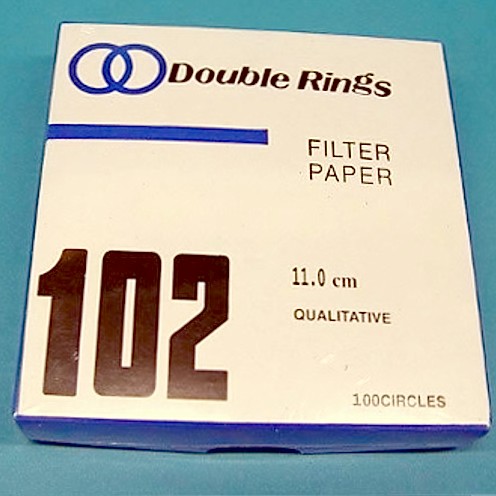 Double Rings
FILTER
PAPER
102
11.0 cm
QUALITATIVE
100CIRCLES